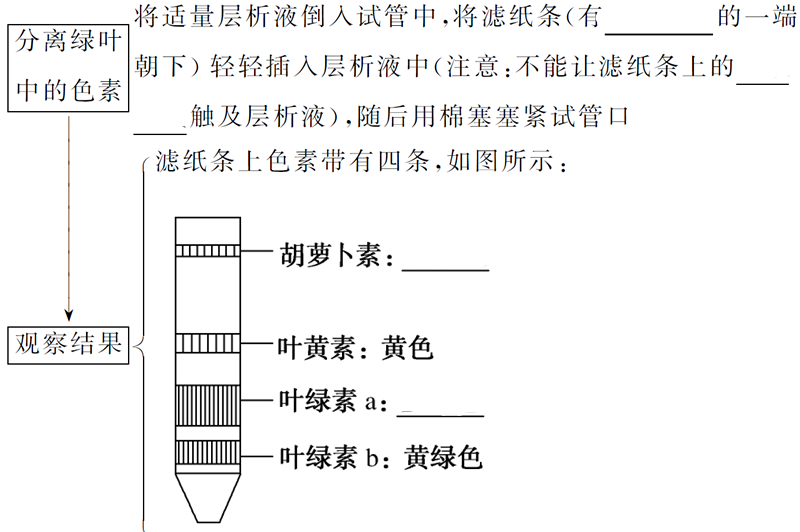 将适量层析液倒入试管中,将滤纸条(有________的一端
分离绿叶
中的色素
朝下)轻轻插入层析液中(注意:不能让滤纸条上的____
____触及层析液),随后用棉塞塞紧试管口
滤纸条上色素带有四条,如图所示:
胡萝卜素:______
观察结果
叶黄素:黄色
叶绿素 a:______
叶绿素 b:黄绿色